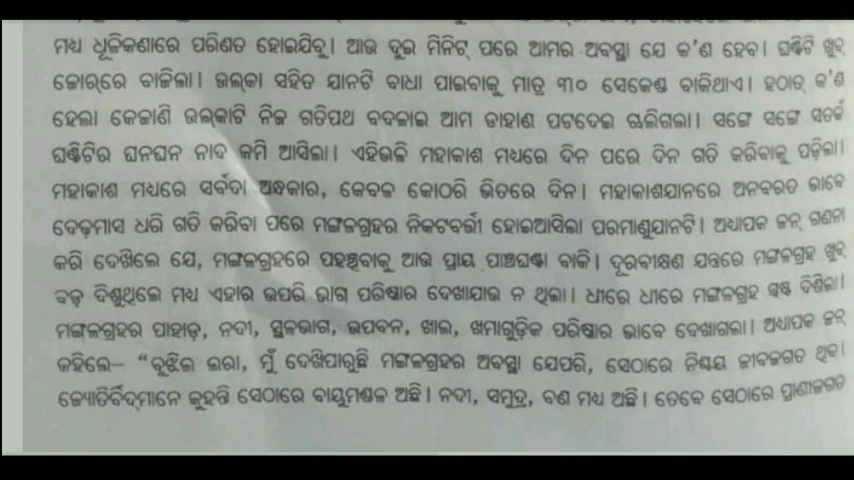 ମଧ୍ୟ ଧୂଳିକଣାରେ ପରିଣତ ହୋଇଯିବୁ। ଆଉ ଦୁଇ ମିନିଟ୍ ପରେ ଆମର ଅବସ୍ଥା ଯେ କ'ଣ ହେବ। ଘଣ୍ଟିଟି ଖୁବ୍
ଜୋର୍‌ରେ ବାଜିଲା। ଉଲ୍‌କା ସହିତ ଯାନଟି ବାଧା ପାଇବାକୁ ମାତ୍ର ୩୦ ସେକେଣ୍ଡ ବାକିଥାଏ। ହଠାତ୍ କ'ଣ
ହେଲା କେଜାଣି ଉଲ୍‌କାଟି ନିଜ ଗତିପଥ ବଦଳାଇ ଆମ ଡାହାଣ ପଟଦେଇ ଚାଲିଗଲା। ସଙ୍ଗେ ସଙ୍ଗେ ସତର୍କ
ଘଣ୍ଟିଟିର ଘନଘନ ନାଦ କମି ଆସିଲା। ଏହିଭଳି ମହାକାଶ ମଧ୍ୟରେ ଦିନ ପରେ ଦିନ ଗତି କରିବାକୁ ପଡ଼ିଲା।
ମହାକାଶ ମଧ୍ୟରେ ସର୍ବଦା ଅନ୍ଧକାର, କେବଳ କୋଠରି ଭିତରେ ଦିନ। ମହାକାଶଯାନରେ ଅନବରତ ଭାବେ
ଦେଢ଼ମାସ ଧରି ଗତି କରିବା ପରେ ମଙ୍ଗଳଗ୍ରହର ନିକଟବର୍ତ୍ତୀ ହୋଇଆସିଲା ପରମାଣୁଯାନଟି। ଅଧ୍ୟାପକ ଜନ୍ ଗଣନା
କରି ଦେଖିଲେ ଯେ, ମଙ୍ଗଳଗ୍ରହରେ ପହଞ୍ଚିବାକୁ ଆଉ ପ୍ରାୟ ପାଞ୍ଚଘଣ୍ଟା ବାକି। ଦୂରବୀକ୍ଷଣ ଯନ୍ତ୍ରରେ ମଙ୍ଗଳଗ୍ରହ ଖୁବ୍
ବଡ଼ ଦିଶୁଥିଲେ ମଧ୍ୟ ଏହାର ଉପରି ଭାଗ ପରିଷ୍କାର ଦେଖାଯାଉ ନ ଥିଲା। ଧୀରେ ଧୀରେ ମଙ୍ଗଳଗ୍ରହ ସ୍ପଷ୍ଟ ଦିଶିଲା।
ମଙ୍ଗଳଗ୍ରହର ପାହାଡ଼, ନଦୀ, ସ୍ଥଳଭାଗ, ଉପବନ, ଖାଲ, ଖମାଗୁଡ଼ିକ ପରିଷ୍କାର ଭାବେ ଦେଖାଗଲା। ଅଧ୍ୟାପକ ଜନ୍
କହିଲେ– "ବୁଝିଲ ଲରା, ମୁଁ ଦେଖିପାରୁଛି ମଙ୍ଗଳଗ୍ରହର ଅବସ୍ଥା ଯେପରି, ସେଠାରେ ନିଶ୍ଚୟ ଜୀବଜଗତ ଥିବ।
ଜ୍ୟୋତିର୍ବିଦ୍‌ମାନେ କୁହନ୍ତି ସେଠାରେ ବାୟୁମଣ୍ଡଳ ଅଛି। ନଦୀ, ସମୁଦ୍ର, ବଣ ମଧ୍ୟ ଅଛି। ତେବେ ସେଠାରେ ପ୍ରାଣୀଜଗତ